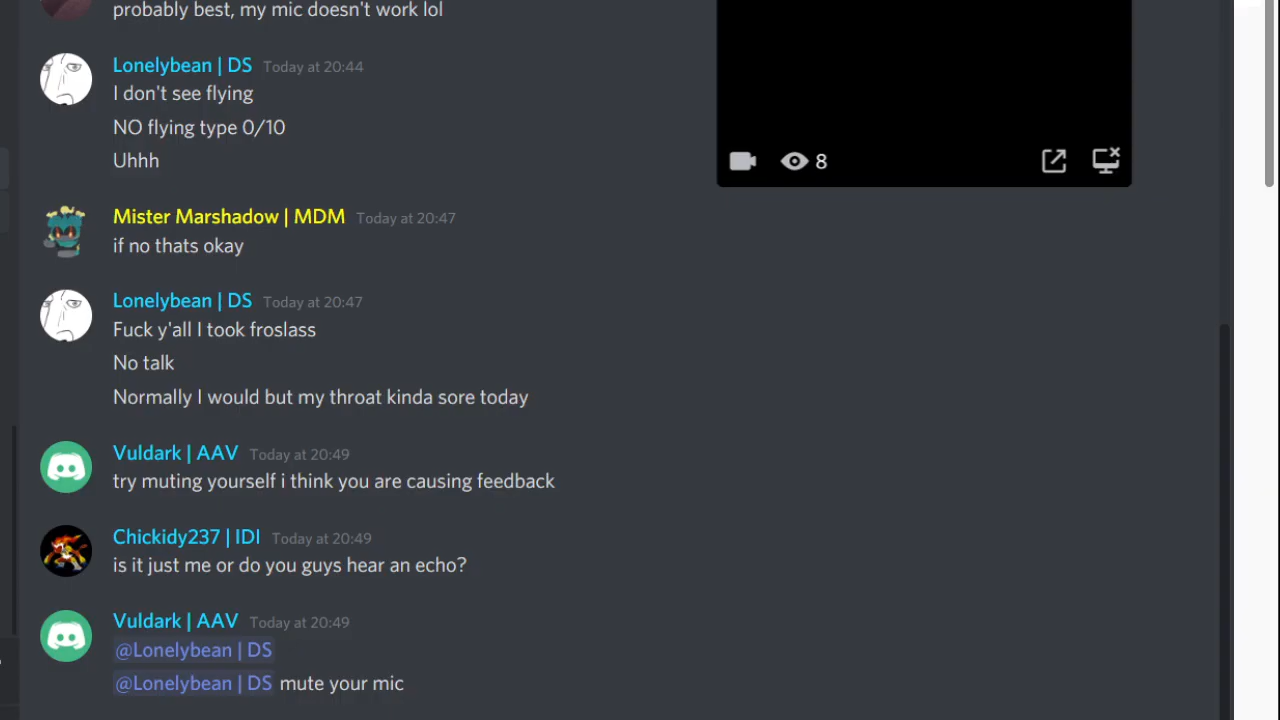 probably best, my mic doesn't work lol
Lonelybean | DS Today at 20:44
I don't see flying
NO flying type 0/10
Uhhh
8
Mister Marshadow | MDM Today at 20:47
if no thats okay
Lonelybean | DS Today at 20:47
Fuck y'all I took froslass
No talk
Normally I would but my throat kinda sore today
Vuldark | AAV Today at 20:49
try muting yourself i think you are causing feedback
Chickidy237 | IDI Today at 20:49
is it just me or do you guys hear an echo?
Vuldark | AAV Today at 20:49
@Lonelybean | DS
@Lonelybean | DS mute your mic